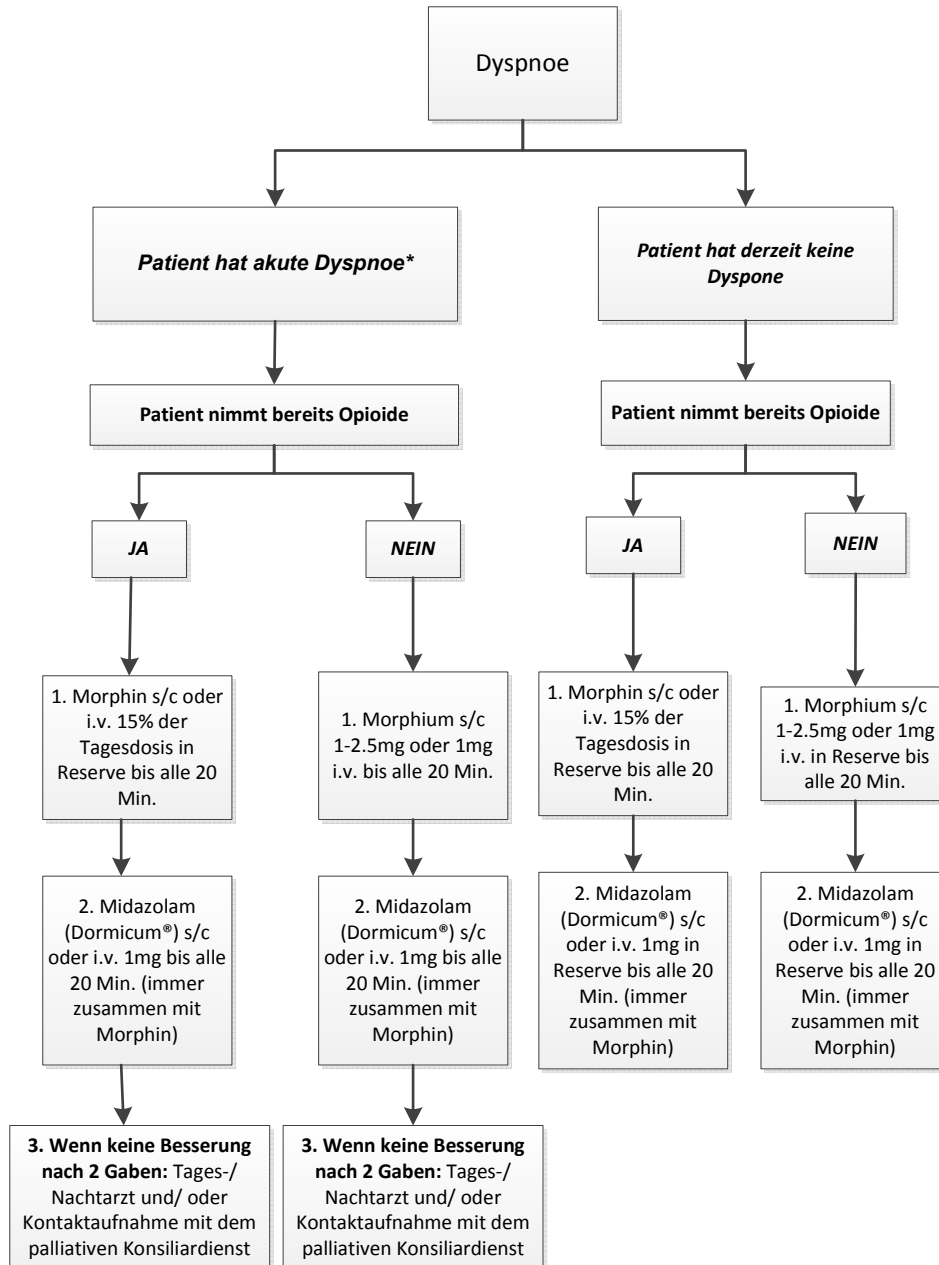 Dyspnoe
Patient hat akute Dyspnoe*
Patient hat derzeit keine
Dyspone
Patient nimmt bereits Opioide
Patient nimmt bereits Opioide
JA
NEIN
JA
NEIN
1. Morphin s/c oder
i.v. 15% der
Tagesdosis in
Reserve bis alle 20
Min.
1. Morphium s/c
1-2.5mg oder 1mg
i.v. bis alle 20 Min.
1. Morphin s/c oder
i.v. 15% der
Tagesdosis in
Reserve bis alle 20
Min.
1. Morphium s/c
1-2.5mg oder 1mg
i.v. in Reserve bis
alle 20 Min.
2. Midazolam
(Dormicum®) s/c
oder i.v. 1mg bis alle
20 Min. (immer
zusammen mit
Morphin)
2. Midazolam
(Dormicum®) s/c
oder i.v. 1mg bis alle
20 Min. (immer
zusammen mit
Morphin)
2. Midazolam
(Dormicum®) s/c
oder i.v. 1mg in
Reserve bis alle 20
Min. (immer
zusammen mit
Morphin)
2. Midazolam
(Dormicum®) s/c
oder i.v. 1mg in
Reserve bis alle 20
Min. (immer
zusammen mit
Morphin)
3. Wenn keine Besserung
nach 2 Gaben: Tages-/
Nachtarzt und/ oder
Kontaktaufnahme mit dem
palliativen Konsiliardienst
3. Wenn keine Besserung
nach 2 Gaben: Tages-/
Nachtarzt und/ oder
Kontaktaufnahme mit dem
palliativen Konsiliardienst